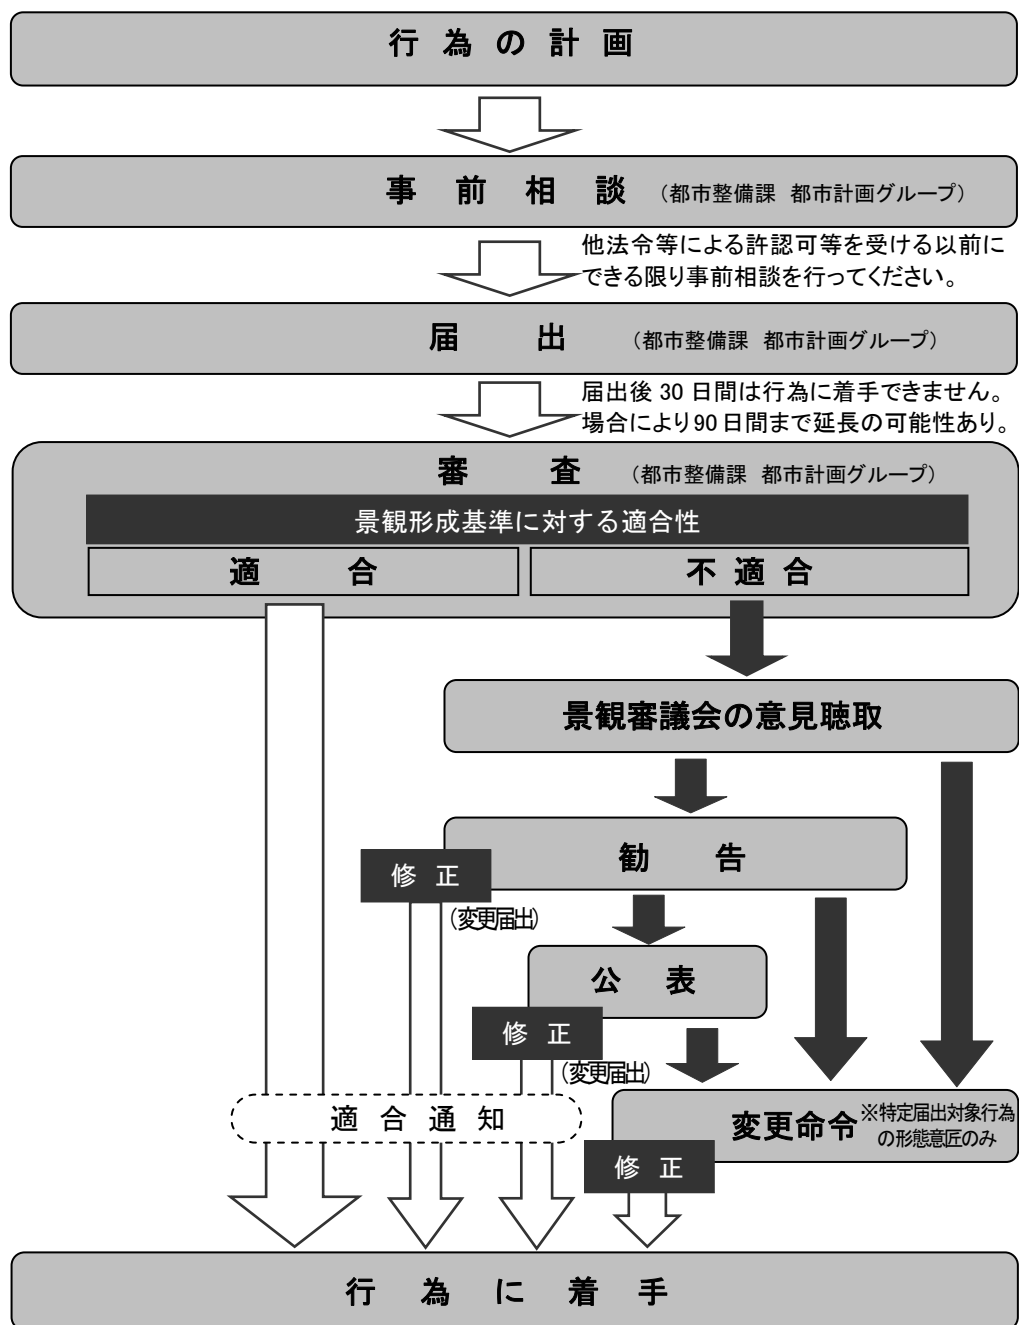 行為の計画
事前相談 （都市整備課 都市計画グループ）
他法令等による許認可等を受ける以前に
できる限り事前相談を行ってください。
届出 （都市整備課 都市計画グループ）
届出後 30 日間は行為に着手できません。
場合により90日間まで延長の可能性あり。
審査 （都市整備課 都市計画グループ）
景観形成基準に対する適合性
適合
不適合
景観審議会の意見聴取
勧告
修正
（変更届出）
公表
修正
（変更届出）
適合通知
変更命令
※特定届出対象行為
の形態意匠のみ
修正
行為に着手